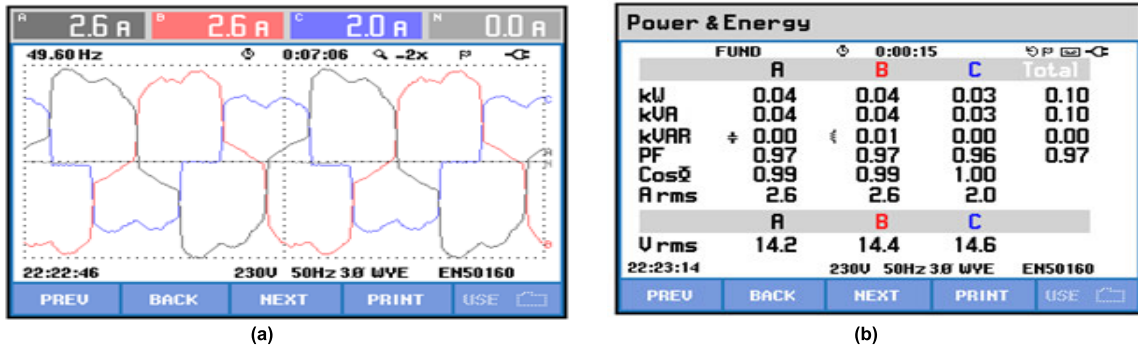 A 2.6 A B 2.6 A C 2.0 A N 0.0 A
49.60 Hz 0:07:06 -2x
C
A
N
B
22:22:46 230V 50Hz 3Ø WYE EN50160
PREV BACK NEXT PRINT USE
(a)
Power & Energy
FUND 0:00:15
A B C Total
kW 0.04 0.04 0.03 0.10
kVA 0.04 0.04 0.03 0.10
kVAR 0.00 0.01 0.00 0.00
PF 0.97 0.97 0.96 0.97
CosΦ 0.99 0.99 1.00
A rms 2.6 2.6 2.0
A B C
V rms 14.2 14.4 14.6
22:23:14 230V 50Hz 3Ø WYE EN50160
PREV BACK NEXT PRINT USE
(b)